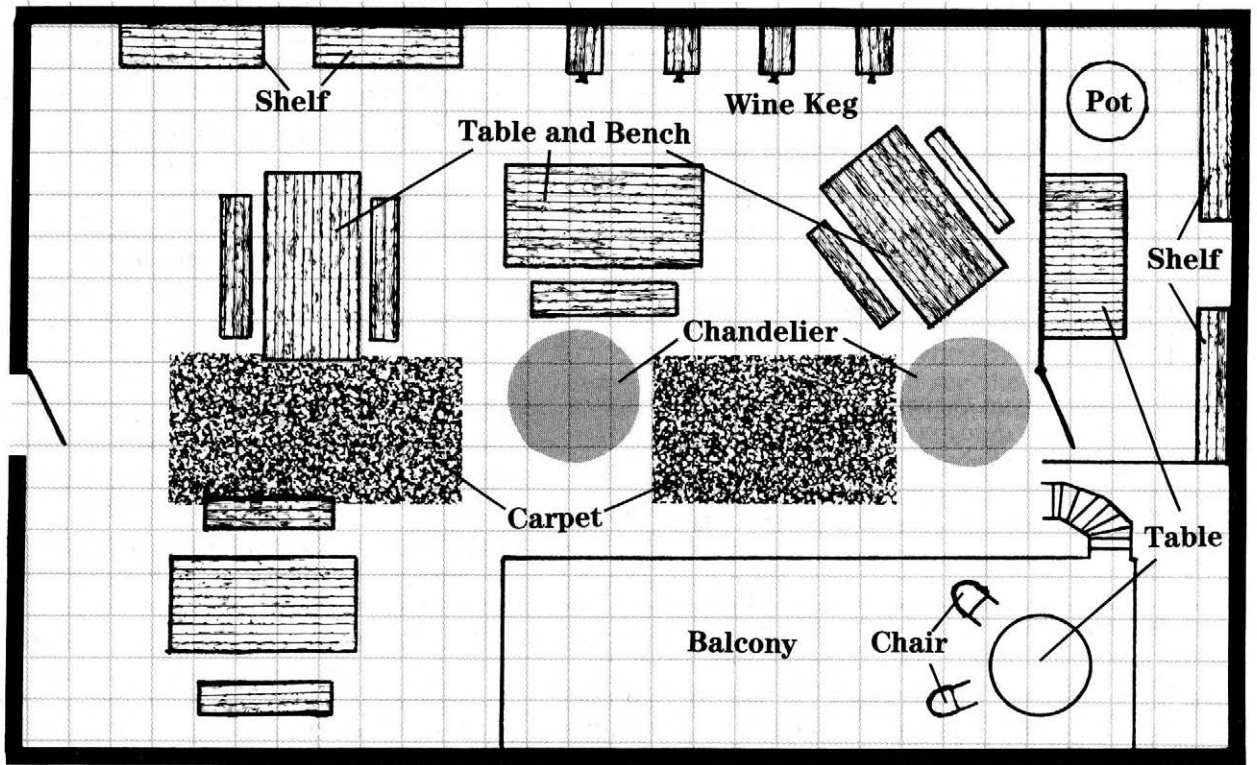 Shelf
Wine Keg
Pot
Table and Bench
Shelf
Chandelier
Carpet
Table
Balcony
Chair